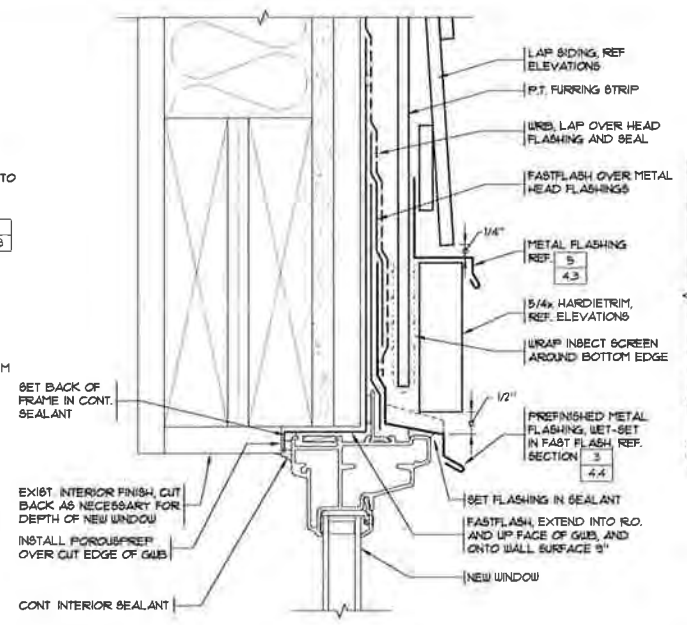 TO
M
SET BACK OF
FRAME IN CONT.
SEALANT
EXIST. INTERIOR FINISH, CUT
BACK AS NECESSARY FOR
DEPTH OF NEW WINDOW
INSTALL POROUSPREP
OVER CUT EDGE OF GWB
CONT INTERIOR SEALANT
LAP SIDING, REF
ELEVATIONS
P.T. FURRING STRIP
WRB, LAP OVER HEAD
FLASHING AND SEAL
FASTFLASH OVER METAL
HEAD FLASHINGS
1/4"
METAL FLASHING
REF. 5
4.3
5/4x HARDIETRIM,
REF. ELEVATIONS
WRAP INSECT SCREEN
AROUND BOTTOM EDGE
1/2"
PREFINISHED METAL
FLASHING, WET-SET
IN FAST FLASH, REF.
SECTION 3
4.4
SET FLASHING IN SEALANT
FASTFLASH, EXTEND INTO R.O.
AND UP FACE OF GWB, AND
ONTO WALL SURFACE 9"
NEW WINDOW